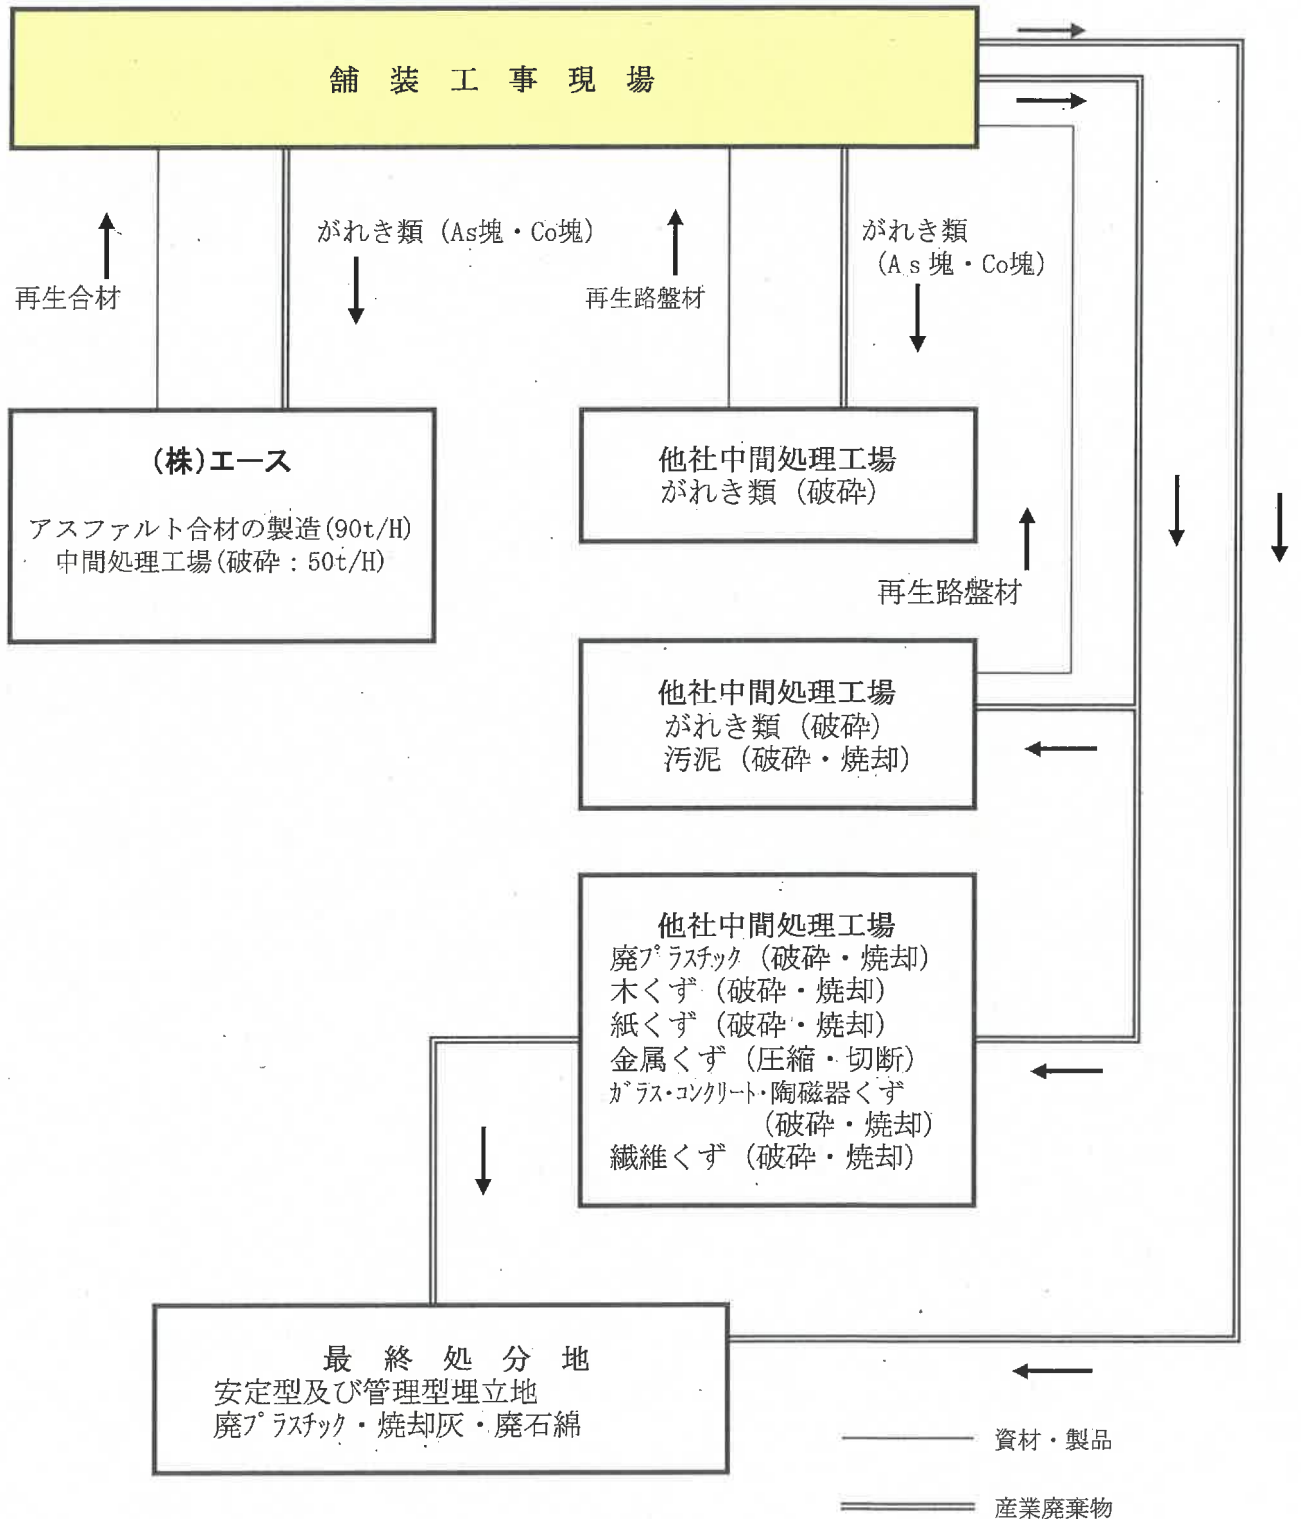 舗装工事現場
がれき類（As塊・Co塊）
がれき類
（As塊・Co塊）
再生合材
再生路盤材
（株）エース
アスファルト合材の製造(90t/H)
中間処理工場(破砕：50t/H)
他社中間処理工場
がれき類（破砕）
再生路盤材
他社中間処理工場
がれき類（破砕）
汚泥（破砕・焼却）
他社中間処理工場
廃ﾌﾟﾗｽﾁｯｸ（破砕・焼却）
木くず（破砕・焼却）
紙くず（破砕・焼却）
金属くず（圧縮・切断）
ｶﾞﾗｽ・ｺﾝｸﾘｰﾄ・陶磁器くず
（破砕・焼却）
繊維くず（破砕・焼却）
最終処分地
安定型及び管理型埋立地
廃ﾌﾟﾗｽﾁｯｸ・焼却灰・廃石綿
資材・製品
産業廃棄物